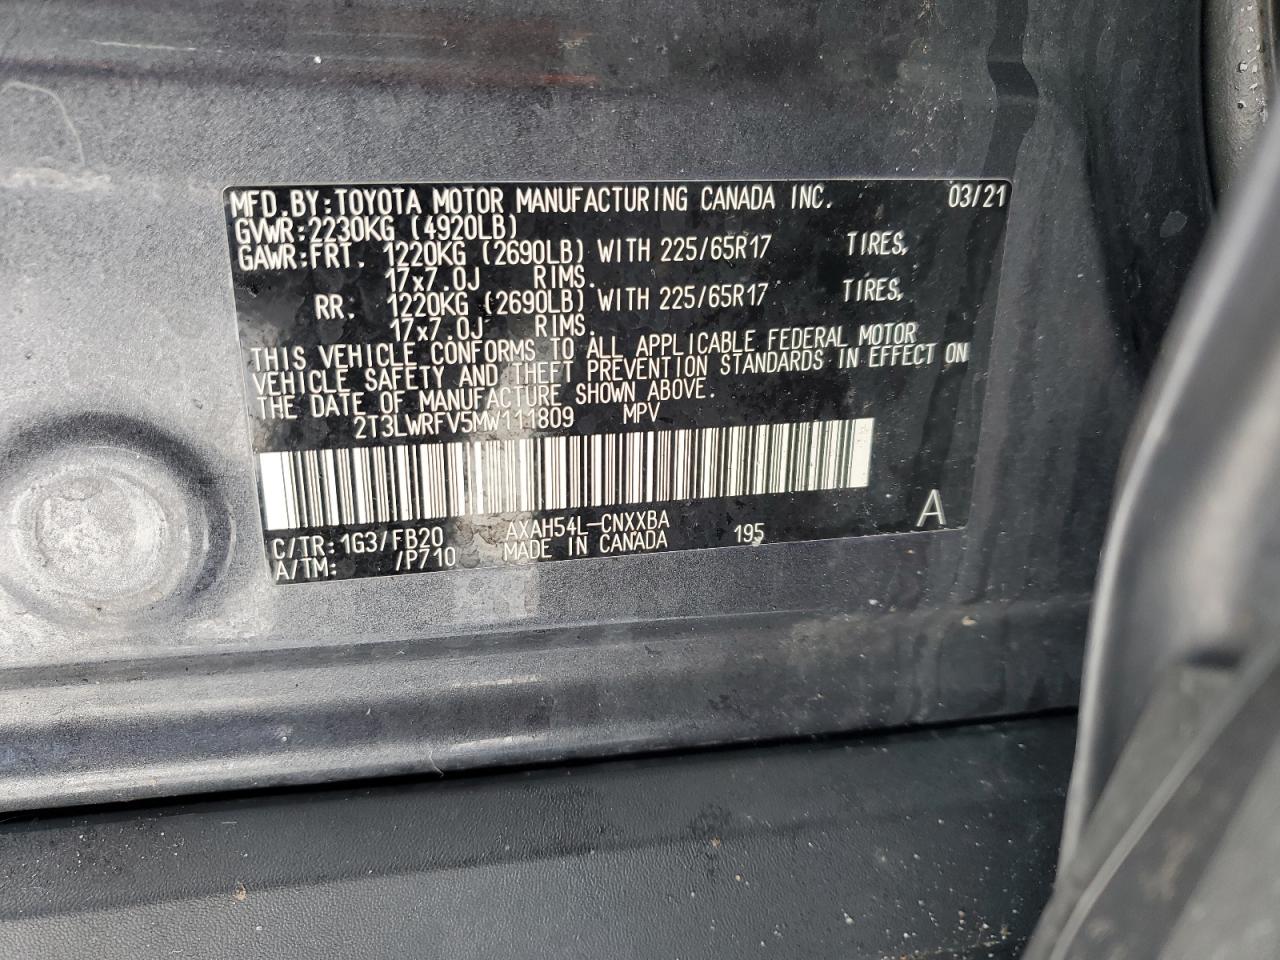 MFD.BY:TOYOTA MOTOR MANUFACTURING CANADA INC. 03/21
GVWR:2230KG (4920LB)
GAWR:FRT. 1220KG (2690LB) WITH 225/65R17 TIRES,
17x7.0J RIMS.
RR. 1220KG (2690LB) WITH 225/65R17 TIRES,
17x7.0J RIMS.
THIS VEHICLE CONFORMS TO ALL APPLICABLE FEDERAL MOTOR
VEHICLE SAFETY AND THEFT PREVENTION STANDARDS IN EFFECT ON
THE DATE OF MANUFACTURE SHOWN ABOVE.
2T3LWRFV5MW111809 MPV
C/TR:1G3/FB20 AXAH54L-CNXXBA 195 A
A/TM: /P710 MADE IN CANADA